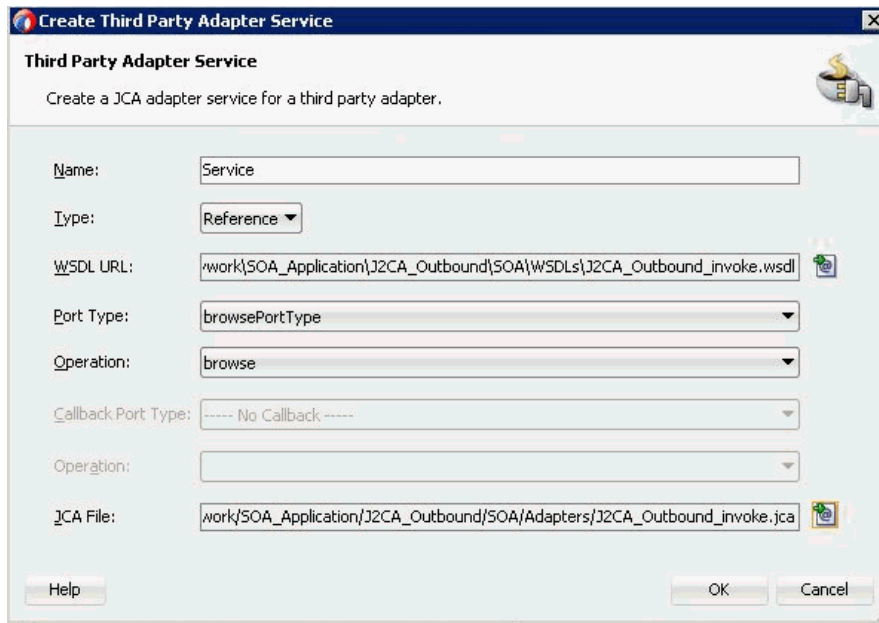 Create Third Party Adapter Service
Third Party Adapter Service
Create a JCA adapter service for a third party adapter.
Name: Service
Type: Reference
WSDL URL: work\SOA_Application\J2CA_Outbound\SOA\WSDLs\J2CA_Outbound_invoke.wsdl
Port Type: browsePortType
Operation: browse
Callback Port Type: ----- No Callback -----
Operation:
JCA File: work/SOA_Application/J2CA_Outbound/SOA/Adapters/J2CA_Outbound_invoke.jca
Help OK Cancel